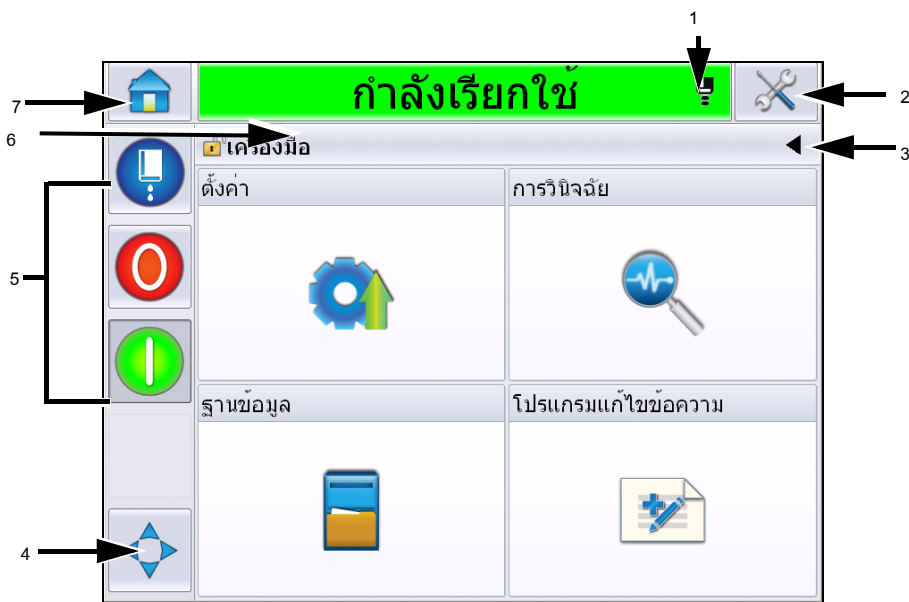 1
กำลังเรียกใช้
2
7
6
เครื่องมือ
3
ตั้งค่า
การวินิจฉัย
5
ฐานข้อมูล
โปรแกรมแก้ไขข้อความ
4